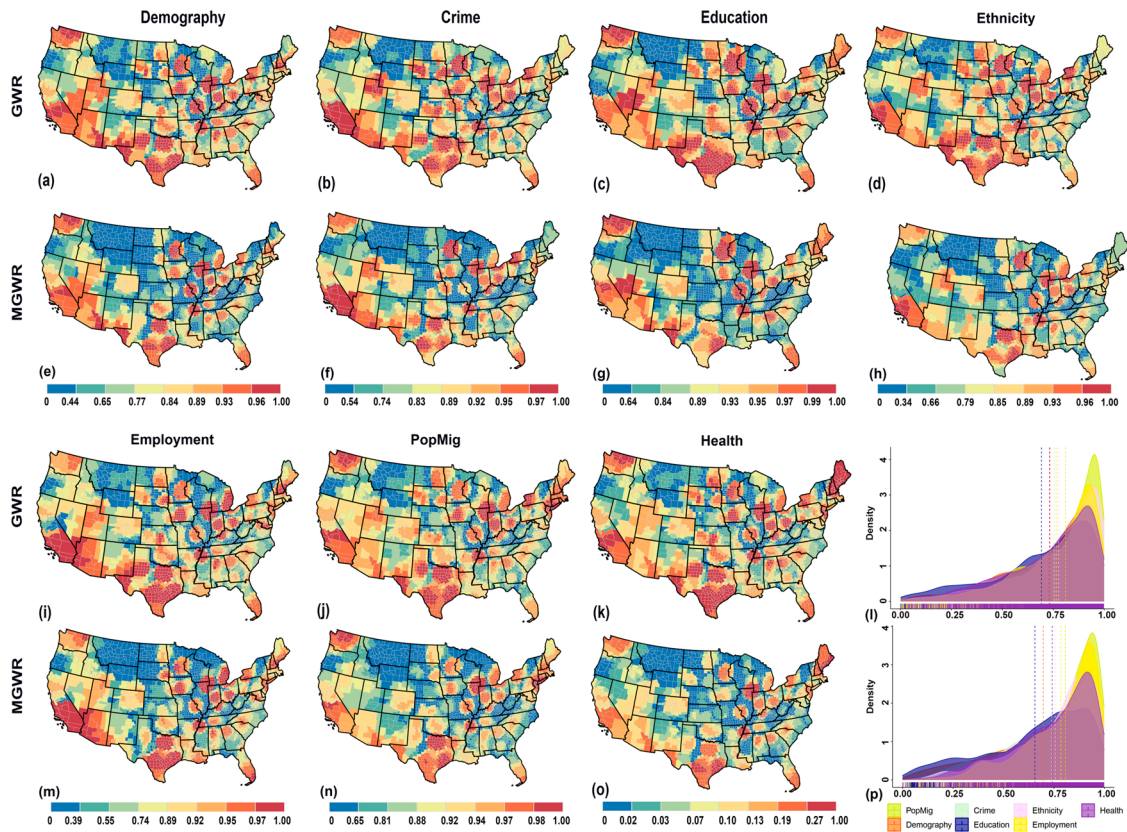 Demography Crime Education Ethnicity
GWR
(a) (b) (c) (d)
MGWR
(e) (f) (g) (h)
0 0.44 0.65 0.77 0.84 0.89 0.93 0.96 1.00
0 0.54 0.74 0.83 0.89 0.92 0.95 0.97 1.00
0 0.64 0.84 0.89 0.93 0.96 0.97 0.99 1.00
0 0.34 0.66 0.79 0.85 0.89 0.93 0.96 1.00
Employment PopMig Health
GWR
(i) (j) (k) (l)
Density
0 1 2 3 4
0.00 0.25 0.50 0.75 1.00
MGWR
(m) (n) (o) (p)
Density
0 1 2 3 4
0.00 0.25 0.50 0.75 1.00
0 0.39 0.55 0.74 0.88 0.94 0.97 0.98 1.00
0 0.65 0.81 0.88 0.92 0.94 0.96 0.98 1.00
0 0.02 0.03 0.07 0.10 0.13 0.19 0.27 1.00
PopMig Crime Ethnicity Health
Demography Education Employment